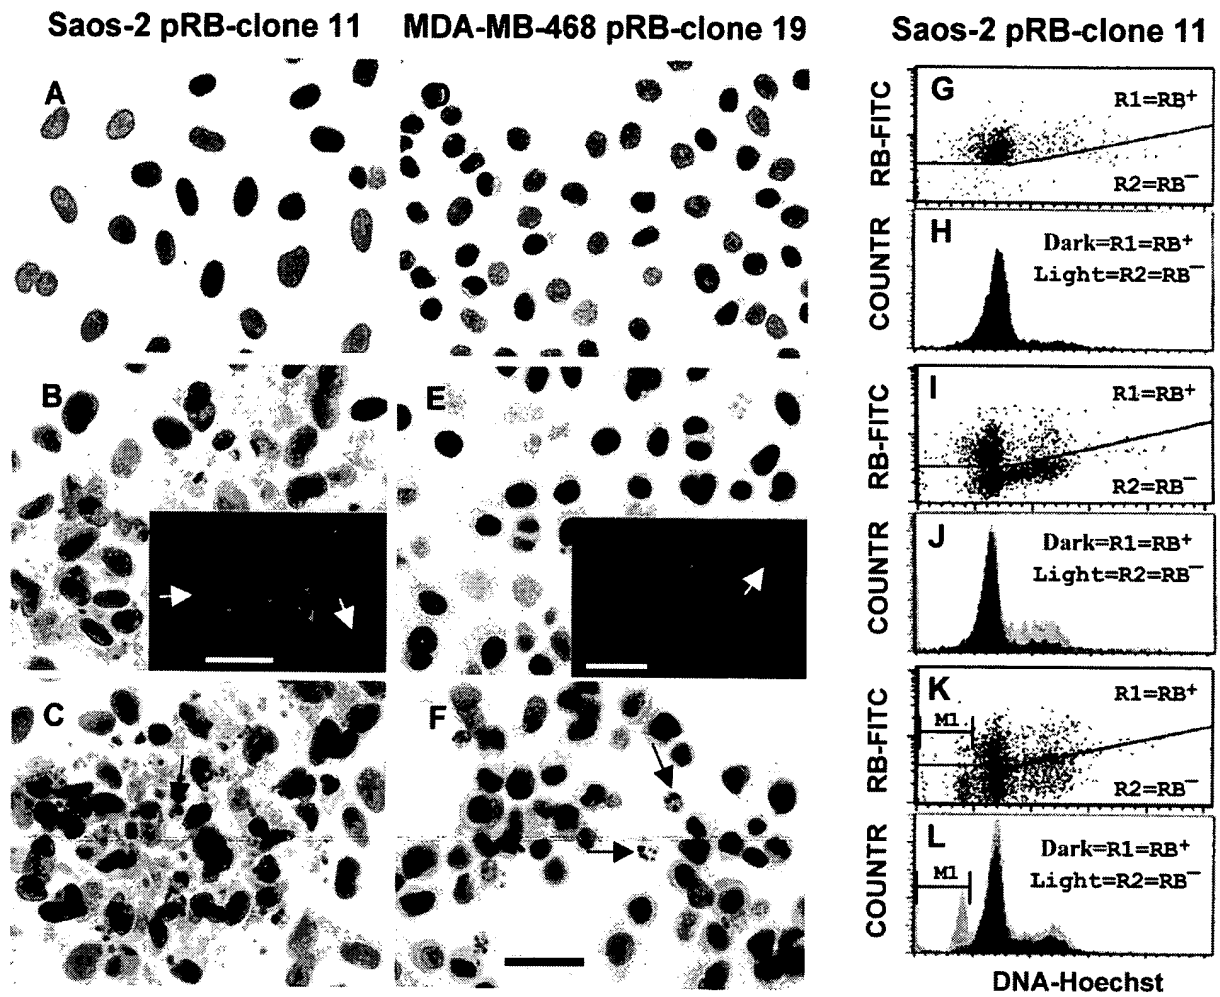 Saos-2 pRB-clone 11
MDA-MB-468 pRB-clone 19
Saos-2 pRB-clone 11
A
D
B
E
C
F
G
R1=RB+
R2=RB−
RB-FITC
H
Dark=R1=RB+
Light=R2=RB−
COUNTR
I
R1=RB+
R2=RB−
RB-FITC
J
Dark=R1=RB+
Light=R2=RB−
COUNTR
K
R1=RB+
M1
R2=RB−
RB-FITC
L
Dark=R1=RB+
M1
Light=R2=RB−
COUNTR
DNA-Hoechst